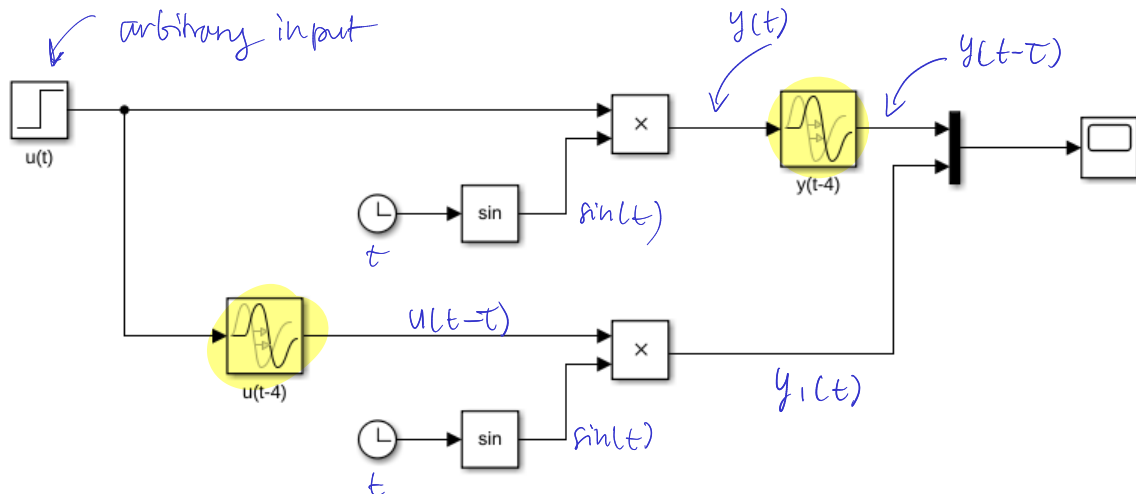 arbitrary input
y(t)
y(t-τ)
u(t)
×
y(t-4)
sin
sin(t)
t
u(t-τ)
×
u(t-4)
y₁(t)
sin
sin(t)
t